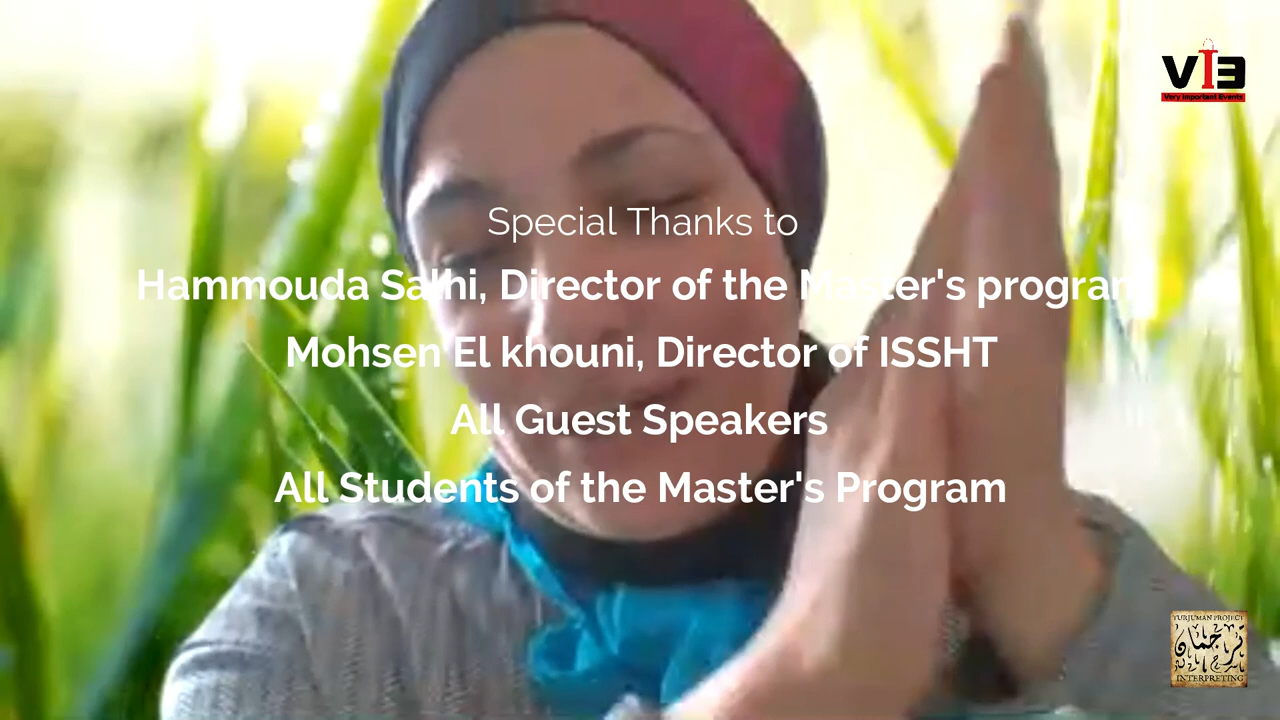 VIE
Very Important Events
Special Thanks to
Hammouda Salhi, Director of the Master's program
Mohsen El khouni, Director of ISSHT
All Guest Speakers
All Students of the Master's Program
TURJUMAN PROJECT
ترجمان
INTERPRETING